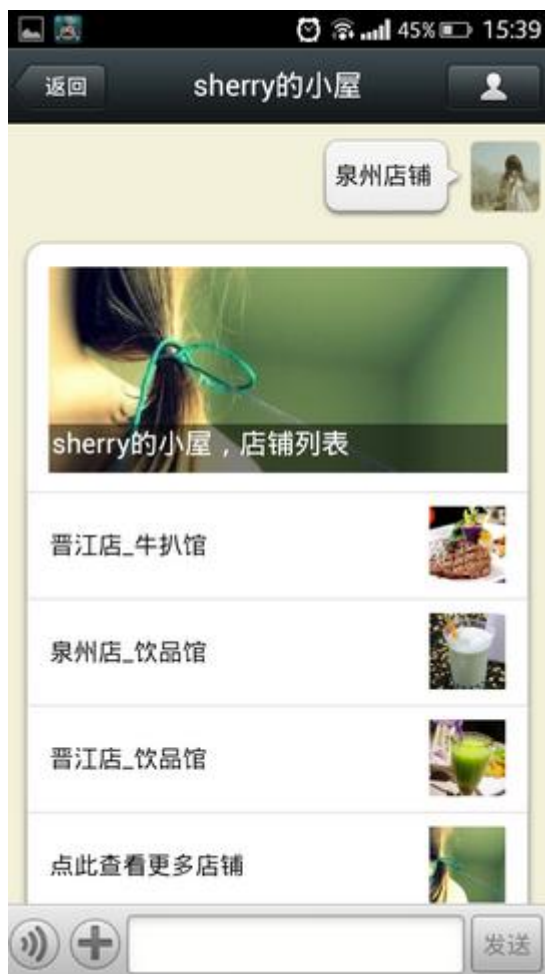 45% 15:39
返回 sherry的小屋
泉州店铺
sherry的小屋，店铺列表
晋江店_牛扒馆
泉州店_饮品馆
晋江店_饮品馆
点此查看更多店铺
发送